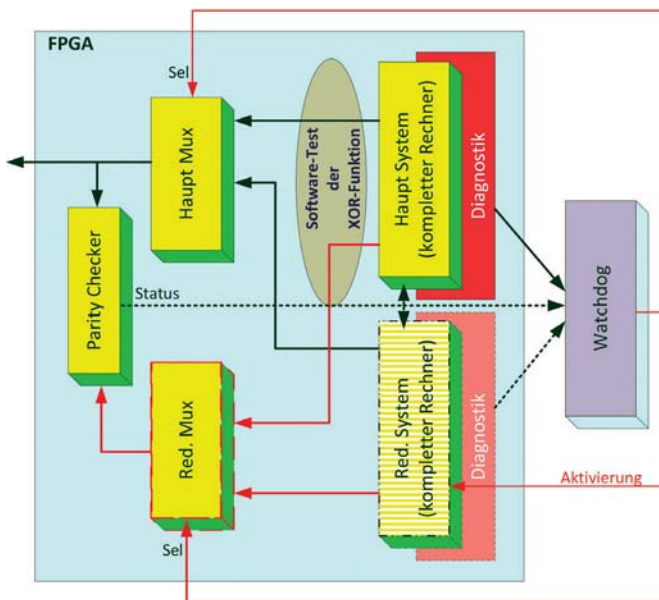 FPGA
Sel
Haupt Mux
Software-Test
der
XOR-Funktion
Haupt System
(kompletter Rechner)
Diagnostik
Parity Checker
Status
Watchdog
Red. Mux
Red. System
(kompletter Rechner)
Diagnostik
Aktivierung
Sel